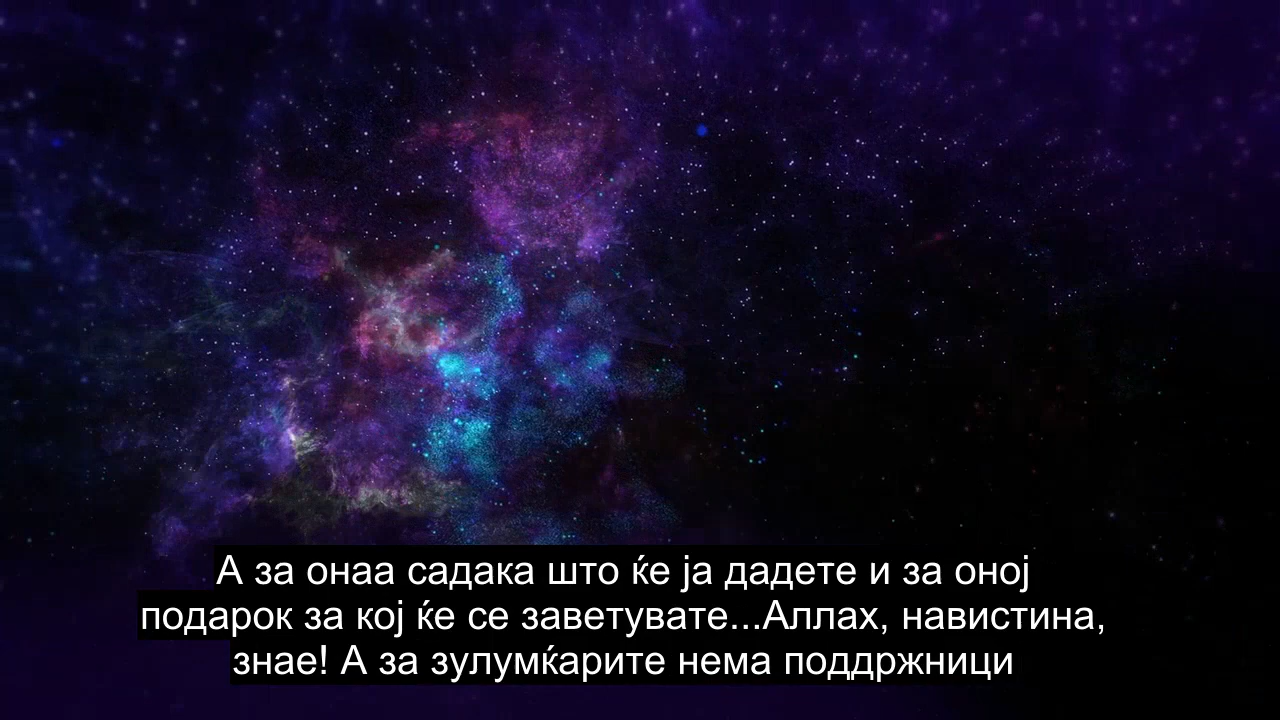 А за онаа садака што ќе ја дадете и за оној
подарок за кој ќе се заветувате...Аллах, навистина,
знае! А за зулумќарите нема поддржници